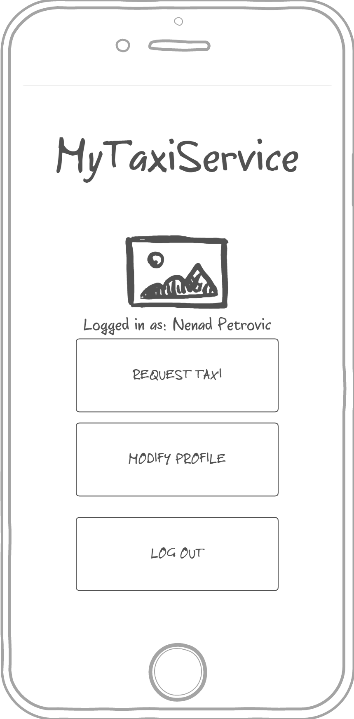 MyTaxiService
Logged in as: Nenad Petrovic
REQUEST TAXI
MODIFY PROFILE
LOG OUT